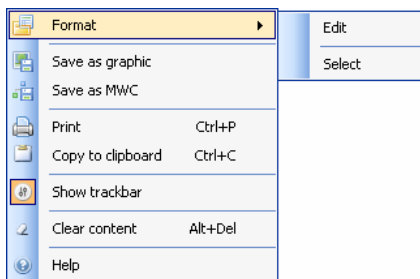 Format
Edit
Save as graphic
Select
Save as MWC
Print Ctrl+P
Copy to clipboard Ctrl+C
Show trackbar
Clear content Alt+Del
Help